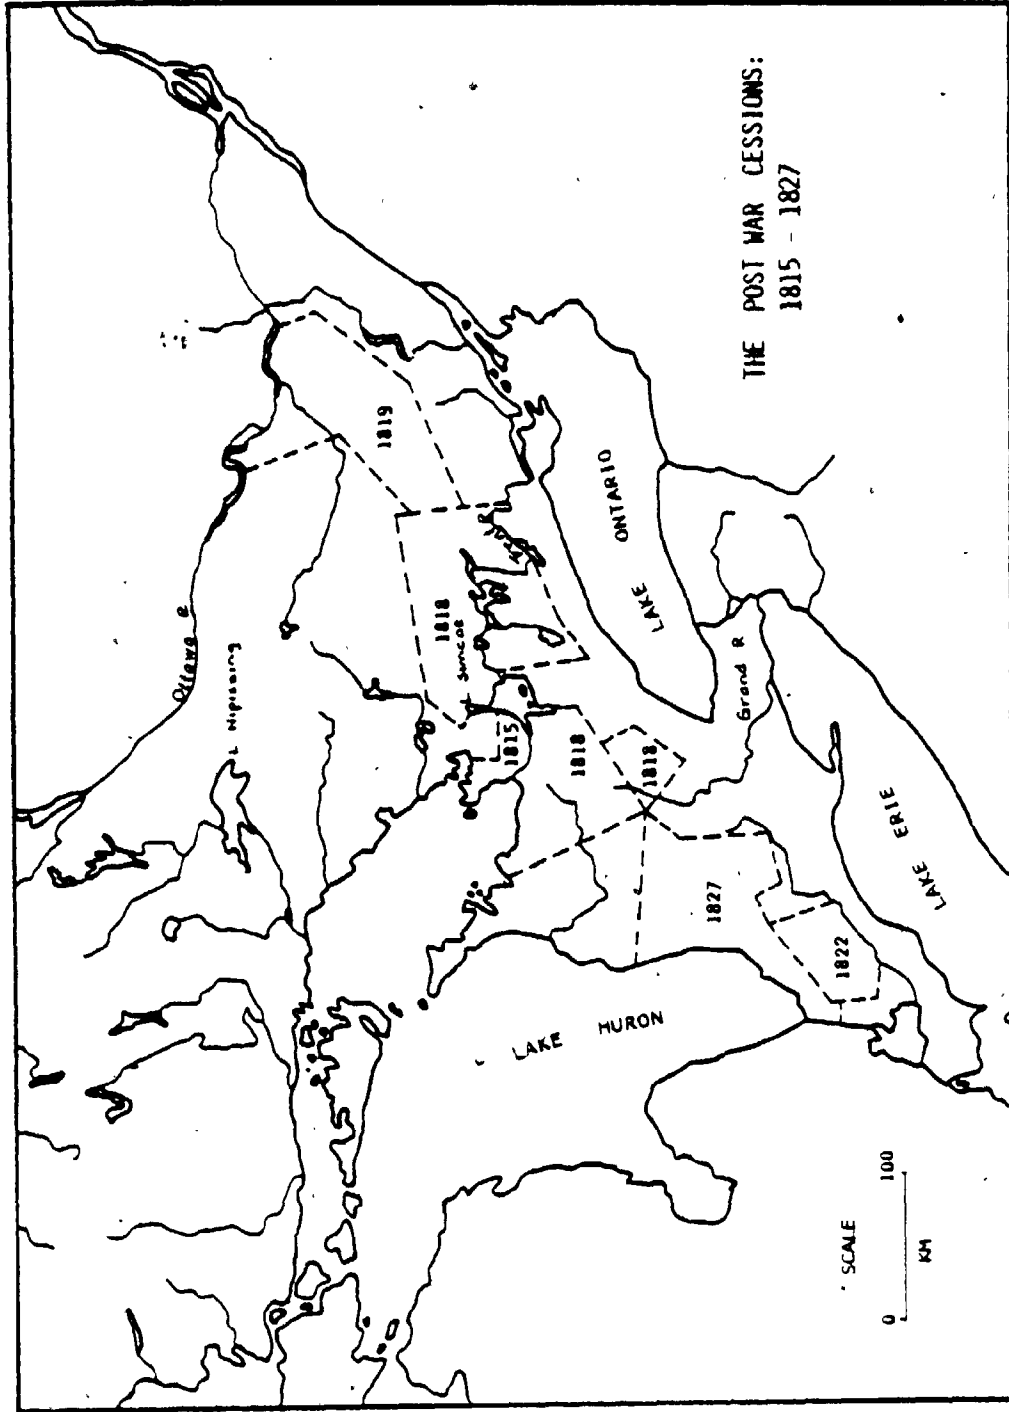 THE POST WAR CESSIONS:
1815 - 1827
Ottawa R
L Nipissing
1819
1818
Simcoe
R
1815
1818
1818
1827
1822
LAKE ONTARIO
Grand R
LAKE ERIE
LAKE HURON
SCALE
0 100
KM